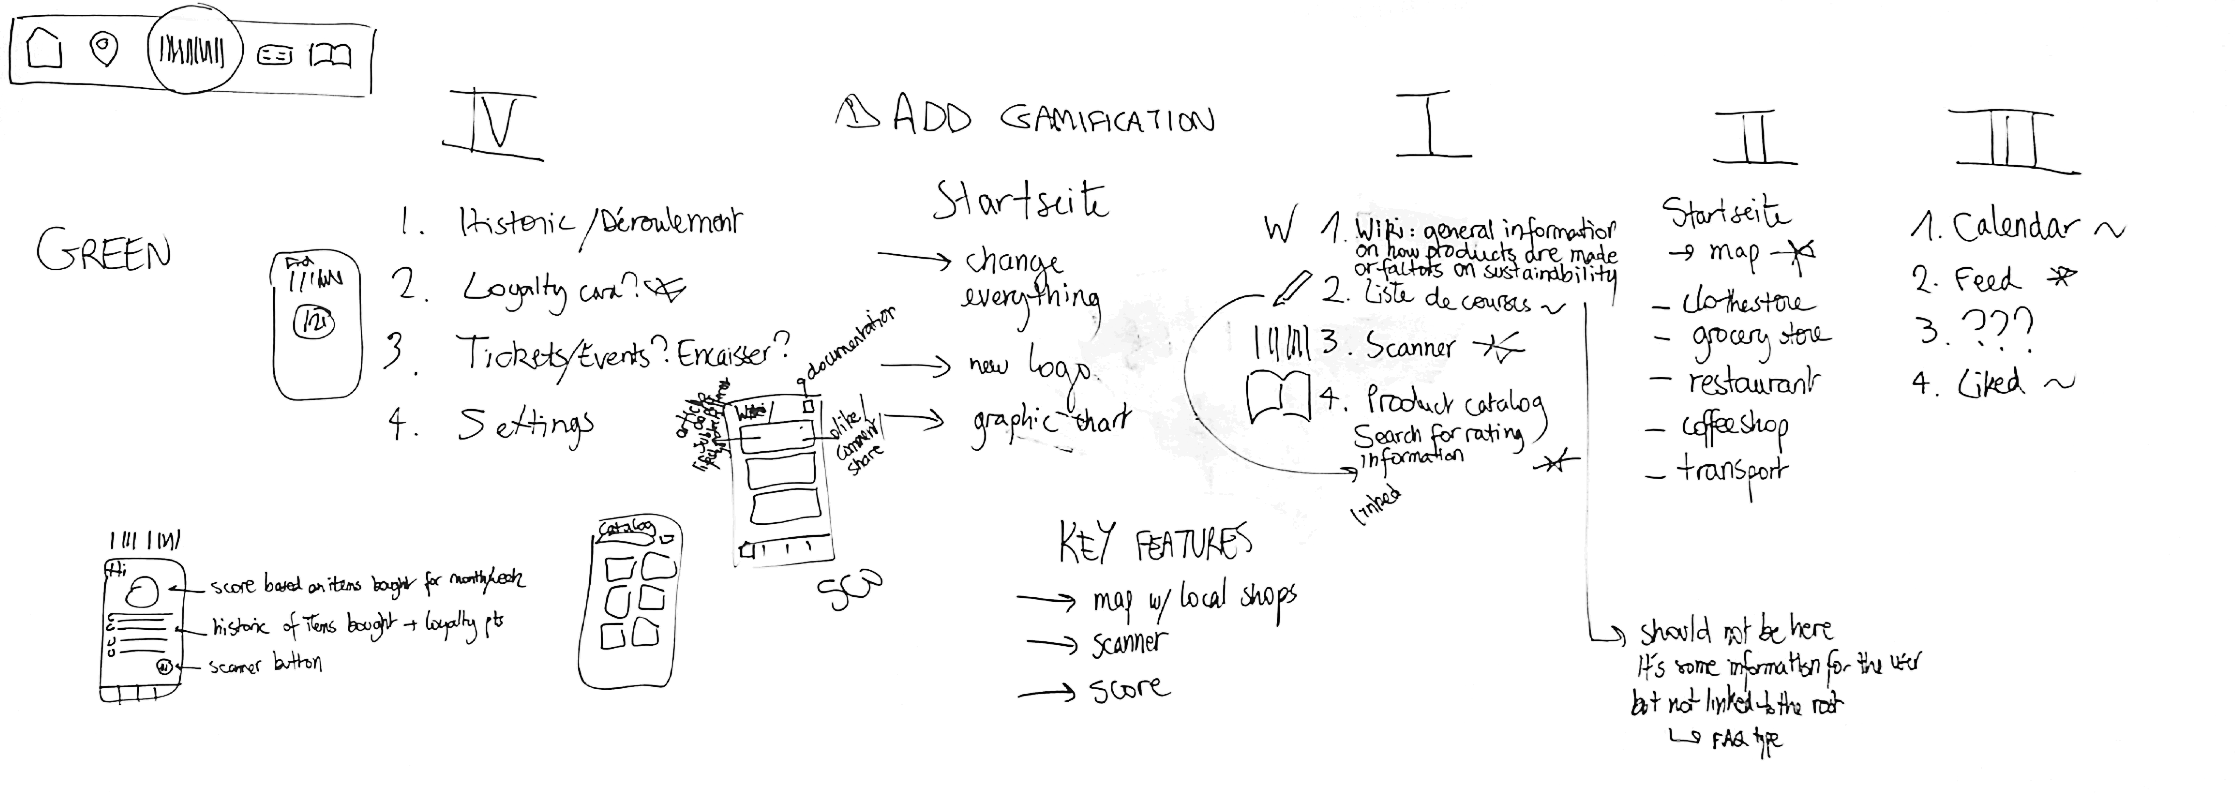 IV
ADD GAMIFICATION
I
II
III
GREEN
1. Historic / Déroulement
2. Loyalty card?
3. Tickets/Events? Encaisser?
4. Settings
Startseite
→ change
everything
→ new logo
→ graphic chart
W 1. Wiki: general information
on how products are made
or factors on sustainability
2. Liste de courses ~
3. Scanner
4. Product catalog
Search for rating
information
linked
Startseite
→ map
- clothestore
- grocery store
- restaurant
- coffeeshop
- transport
1. Calendar ~
2. Feed
3. ???
4. Liked ~
documentation
Wiki
article
like/
comment/
share
Catalog
Hi
score based on items bought for month/week
historic of items bought + loyalty pts
scanner button
KEY FEATURES
→ map w/ local shops
→ scanner
→ score
should not be here
it's some information for the user
but not linked to the rest
FAQ type